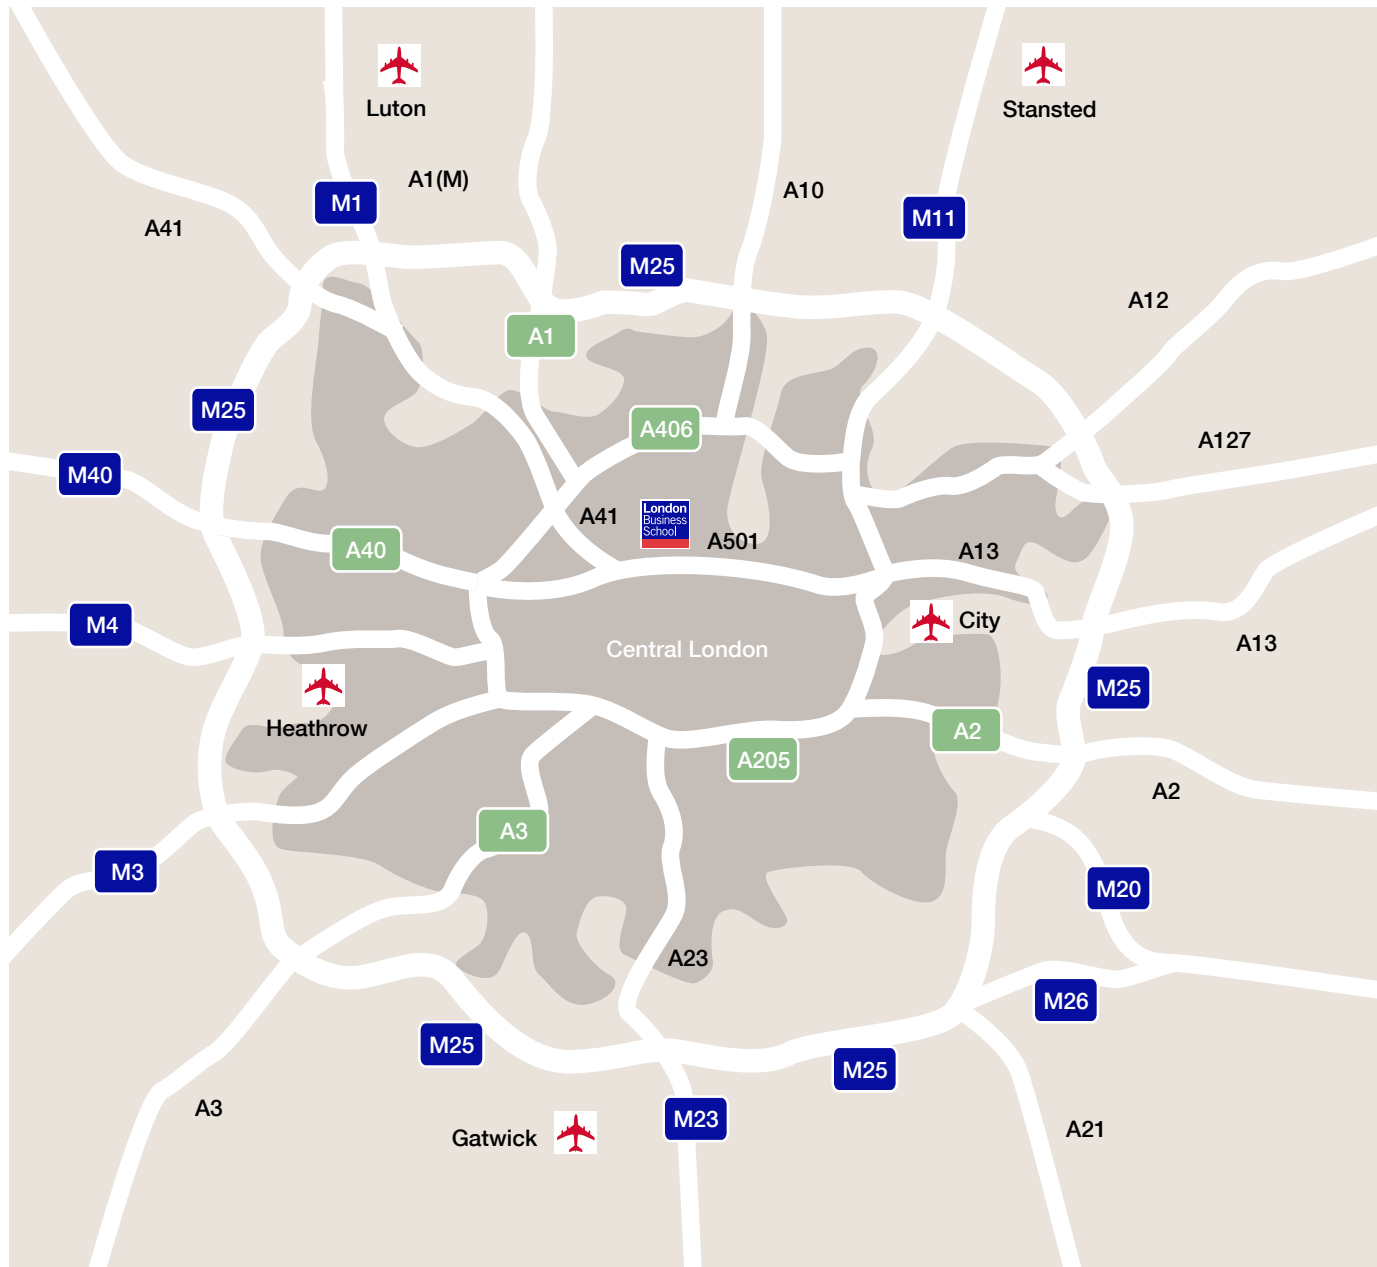 Luton
Stansted
A1(M)
A10
M1
M11
A41
M25
A12
A1
M25
A406
A127
M40
London
Business
School
A41
A501
A40
A13
City
M4
A13
Central London
M25
Heathrow
A2
A205
A2
A3
M3
M20
A23
M26
M25
M25
A3
M23
A21
Gatwick